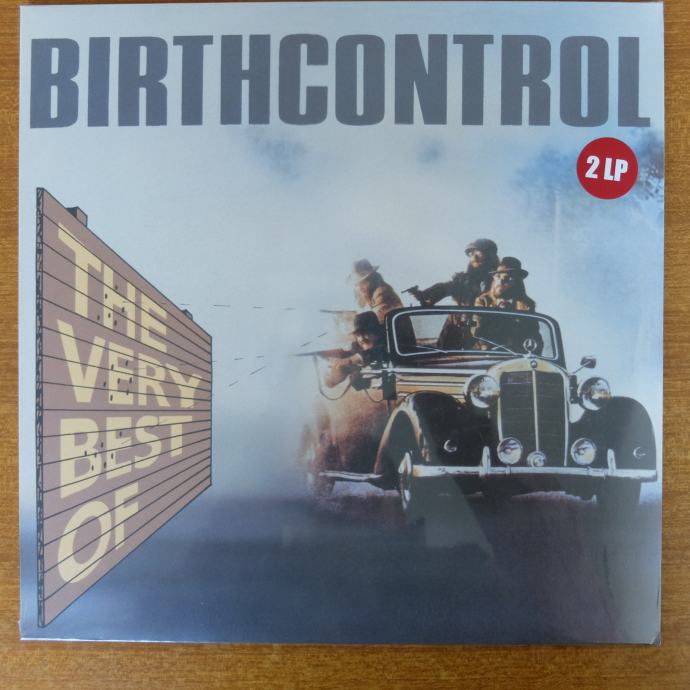 BIRTHCONTROL
2 LP
THE
VERY
BEST
OF